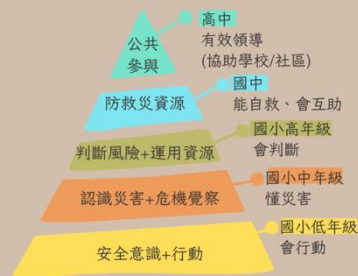 公共
參與
高中
有效領導
(協助學校/社區)
防救災資源
國中
能自救、會互助
判斷風險+運用資源
國小高年級
會判斷
認識災害+危機覺察
國小中年級
懂災害
安全意識+行動
國小低年級
會行動